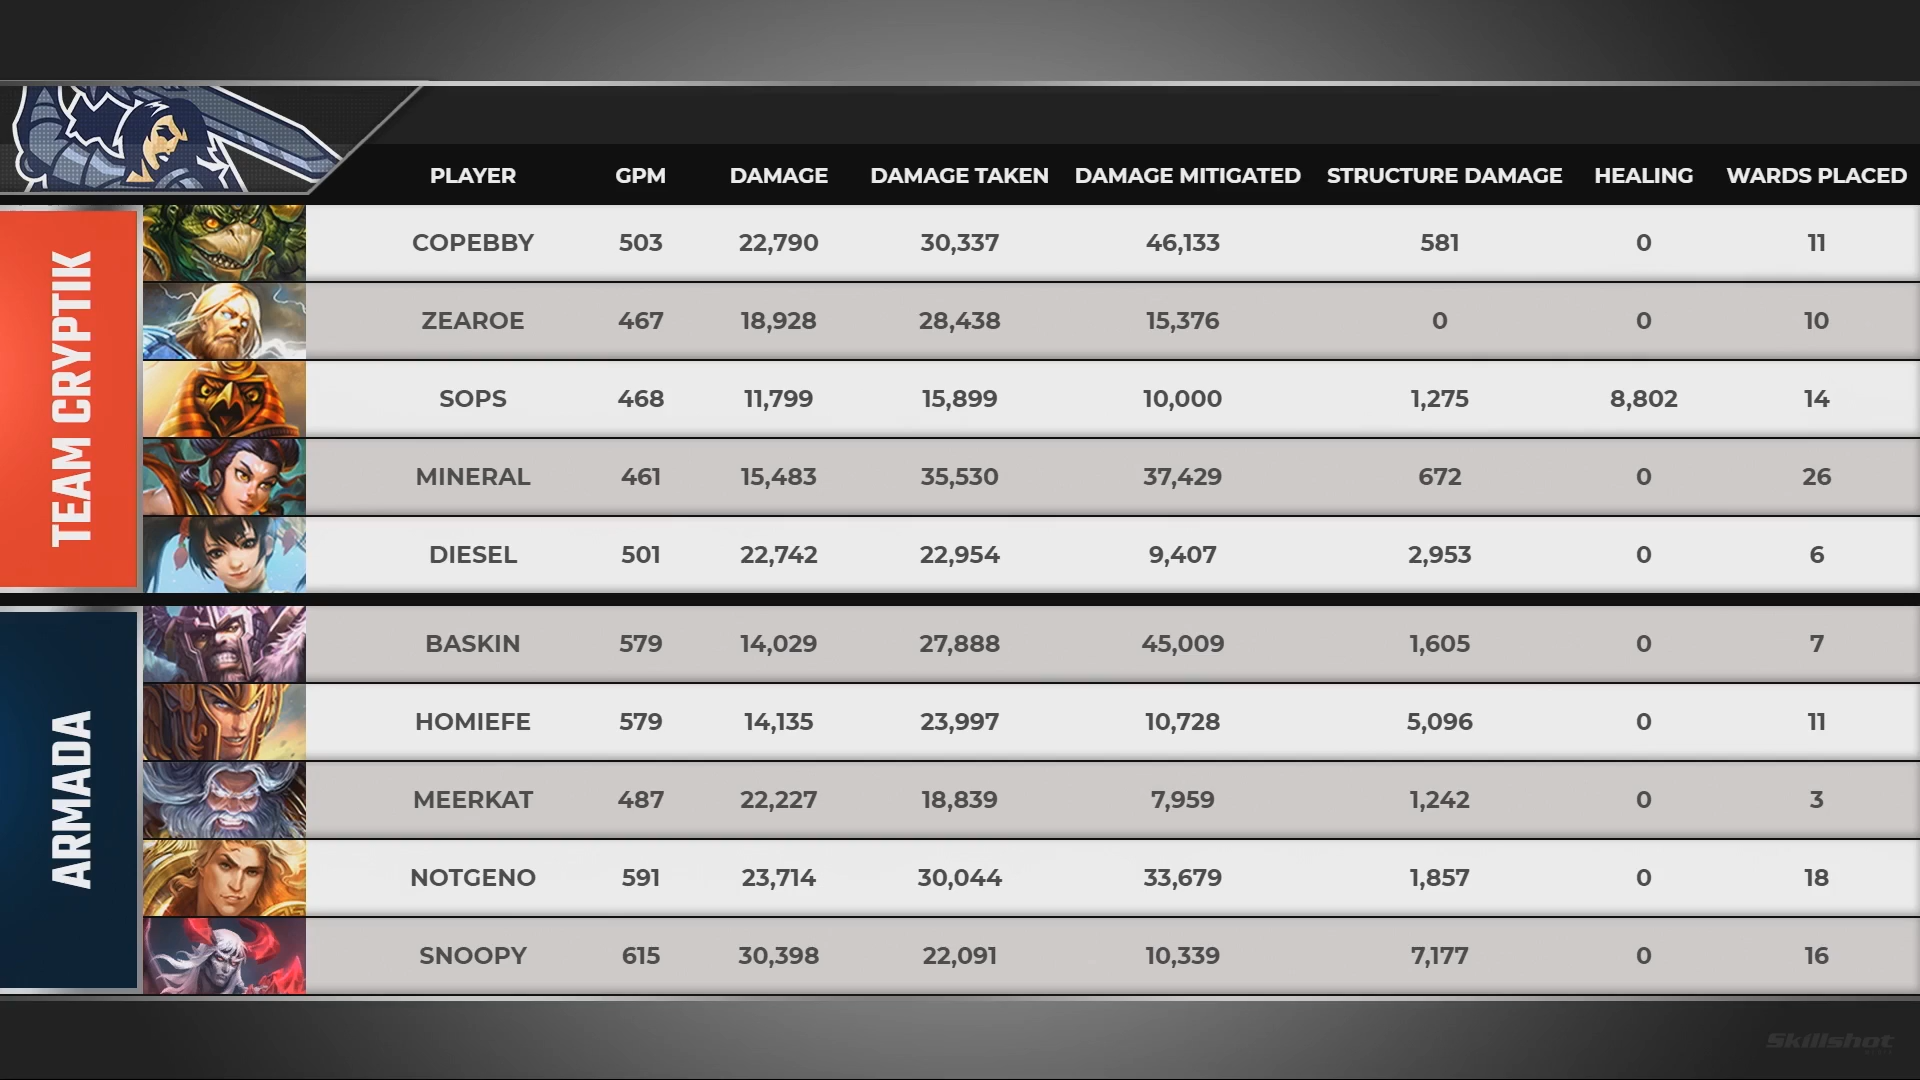 PLAYER GPM DAMAGE DAMAGE TAKEN DAMAGE MITIGATED STRUCTURE DAMAGE HEALING WARDS PLACED
TEAM CRYPTIK
COPEBBY 503 22,790 30,337 46,133 581 0 11
ZEAROE 467 18,928 28,438 15,376 0 0 10
SOPS 468 11,799 15,899 10,000 1,275 8,802 14
MINERAL 461 15,483 35,530 37,429 672 0 26
DIESEL 501 22,742 22,954 9,407 2,953 0 6
ARMADA
BASKIN 579 14,029 27,888 45,009 1,605 0 7
HOMIEFE 579 14,135 23,997 10,728 5,096 0 11
MEERKAT 487 22,227 18,839 7,959 1,242 0 3
NOTGENO 591 23,714 30,044 33,679 1,857 0 18
SNOOPY 615 30,398 22,091 10,339 7,177 0 16
Skillshot